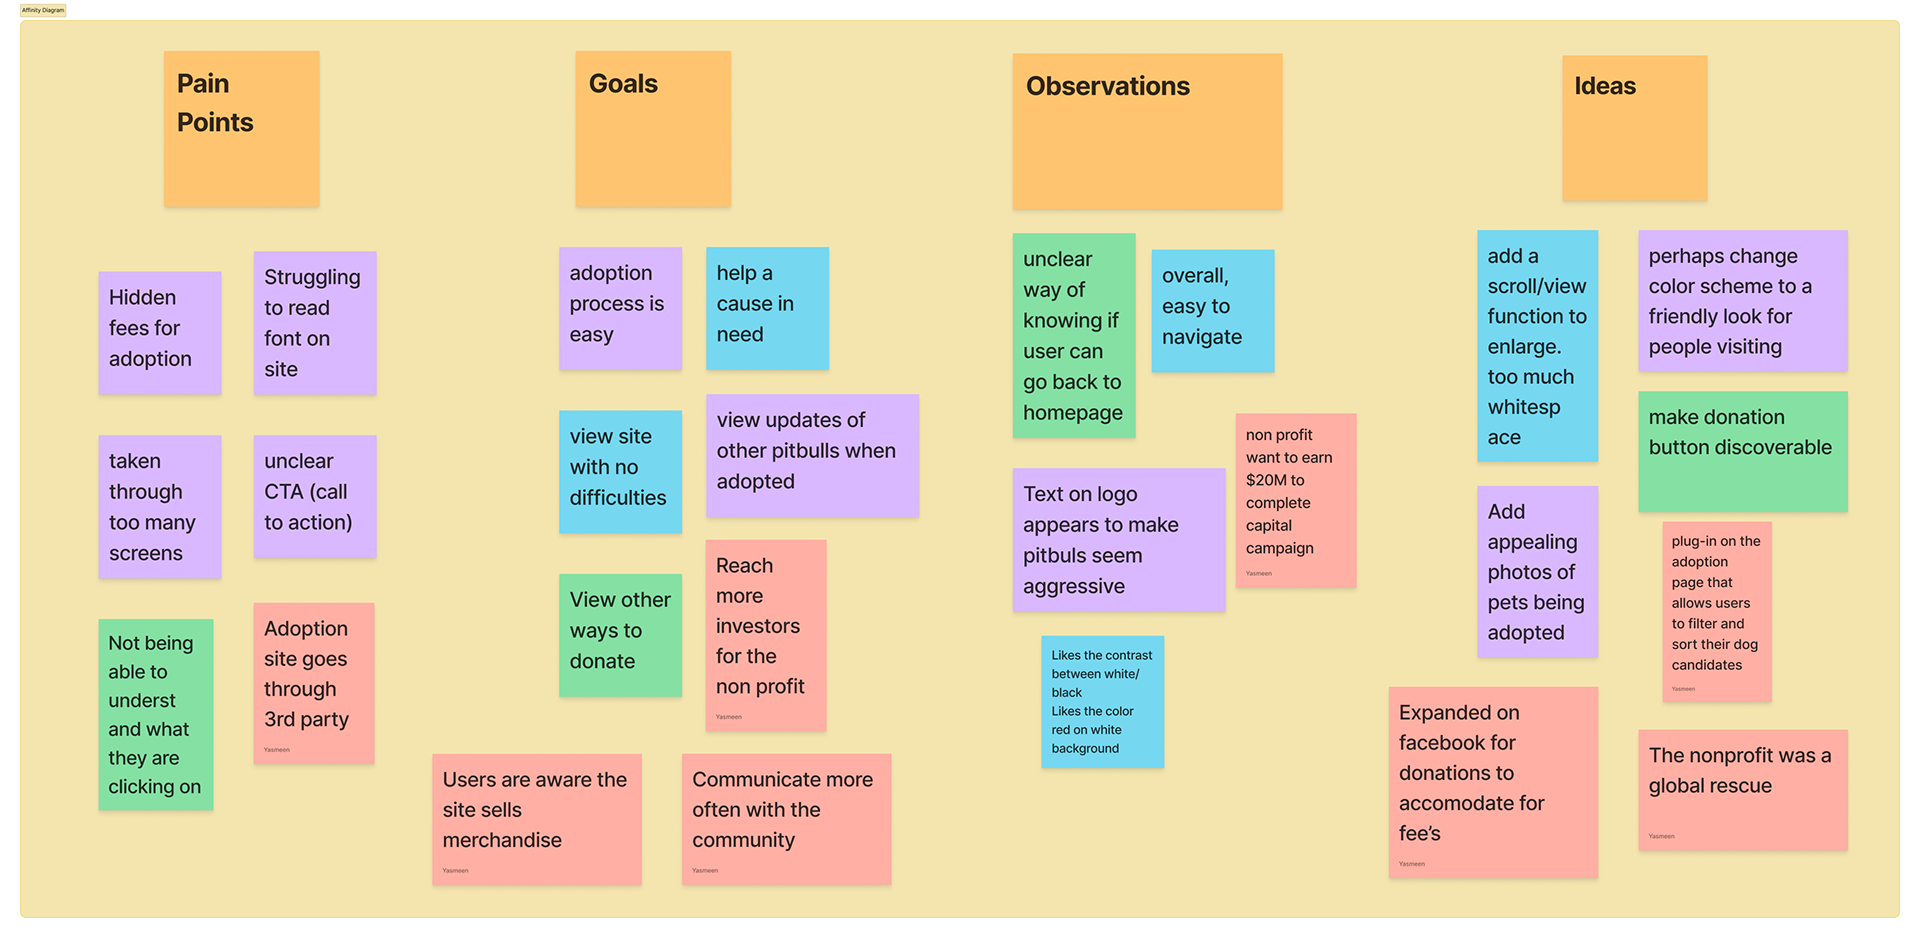 Affinity Diagram
Pain
Points
Hidden
fees for
adoption
Struggling
to read
font on
site
taken
through
too many
screens
unclear
CTA (call
to action)
Not being
able to
underst
and what
they are
clicking on
Adoption
site goes
through
3rd party
Yasmeen
Goals
adoption
process is
easy
help a
cause in
need
view site
with no
difficulties
view updates of
other pitbulls when
adopted
View other
ways to
donate
Reach
more
investors
for the
non profit
Yasmeen
Users are aware the
site sells
merchandise
Yasmeen
Communicate more
often with the
community
Yasmeen
Observations
unclear
way of
knowing if
user can
go back to
homepage
overall,
easy to
navigate
Text on logo
appears to make
pitbuls seem
aggressive
non profit
want to earn
$20M to
complete
capital
campaign
Yasmeen
Likes the contrast
between white/
black
Likes the color
red on white
background
Ideas
add a
scroll/view
function to
enlarge.
too much
whitesp
ace
perhaps change
color scheme to a
friendly look for
people visiting
make donation
button discoverable
Add
appealing
photos of
pets being
adopted
plug-in on the
adoption
page that
allows users
to filter and
sort their dog
candidates
Yasmeen
Expanded on
facebook for
donations to
accomodate for
fee's
Yasmeen
The nonprofit was a
global rescue
Yasmeen